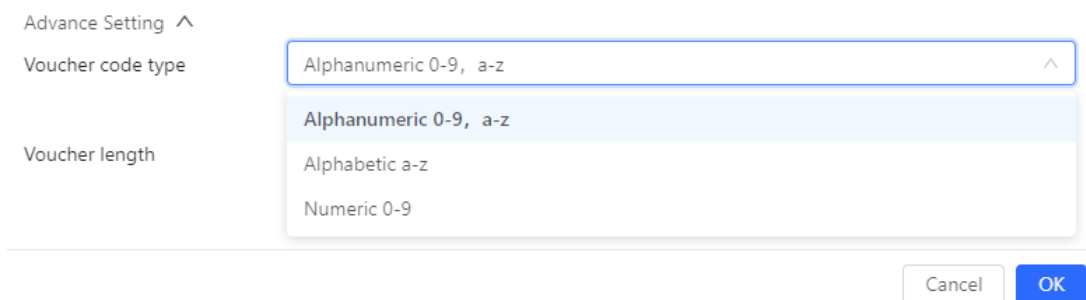 Advance Setting
Voucher code type
Alphanumeric 0-9，a-z
Alphanumeric 0-9，a-z
Voucher length
Alphabetic a-z
Numeric 0-9
Cancel
OK